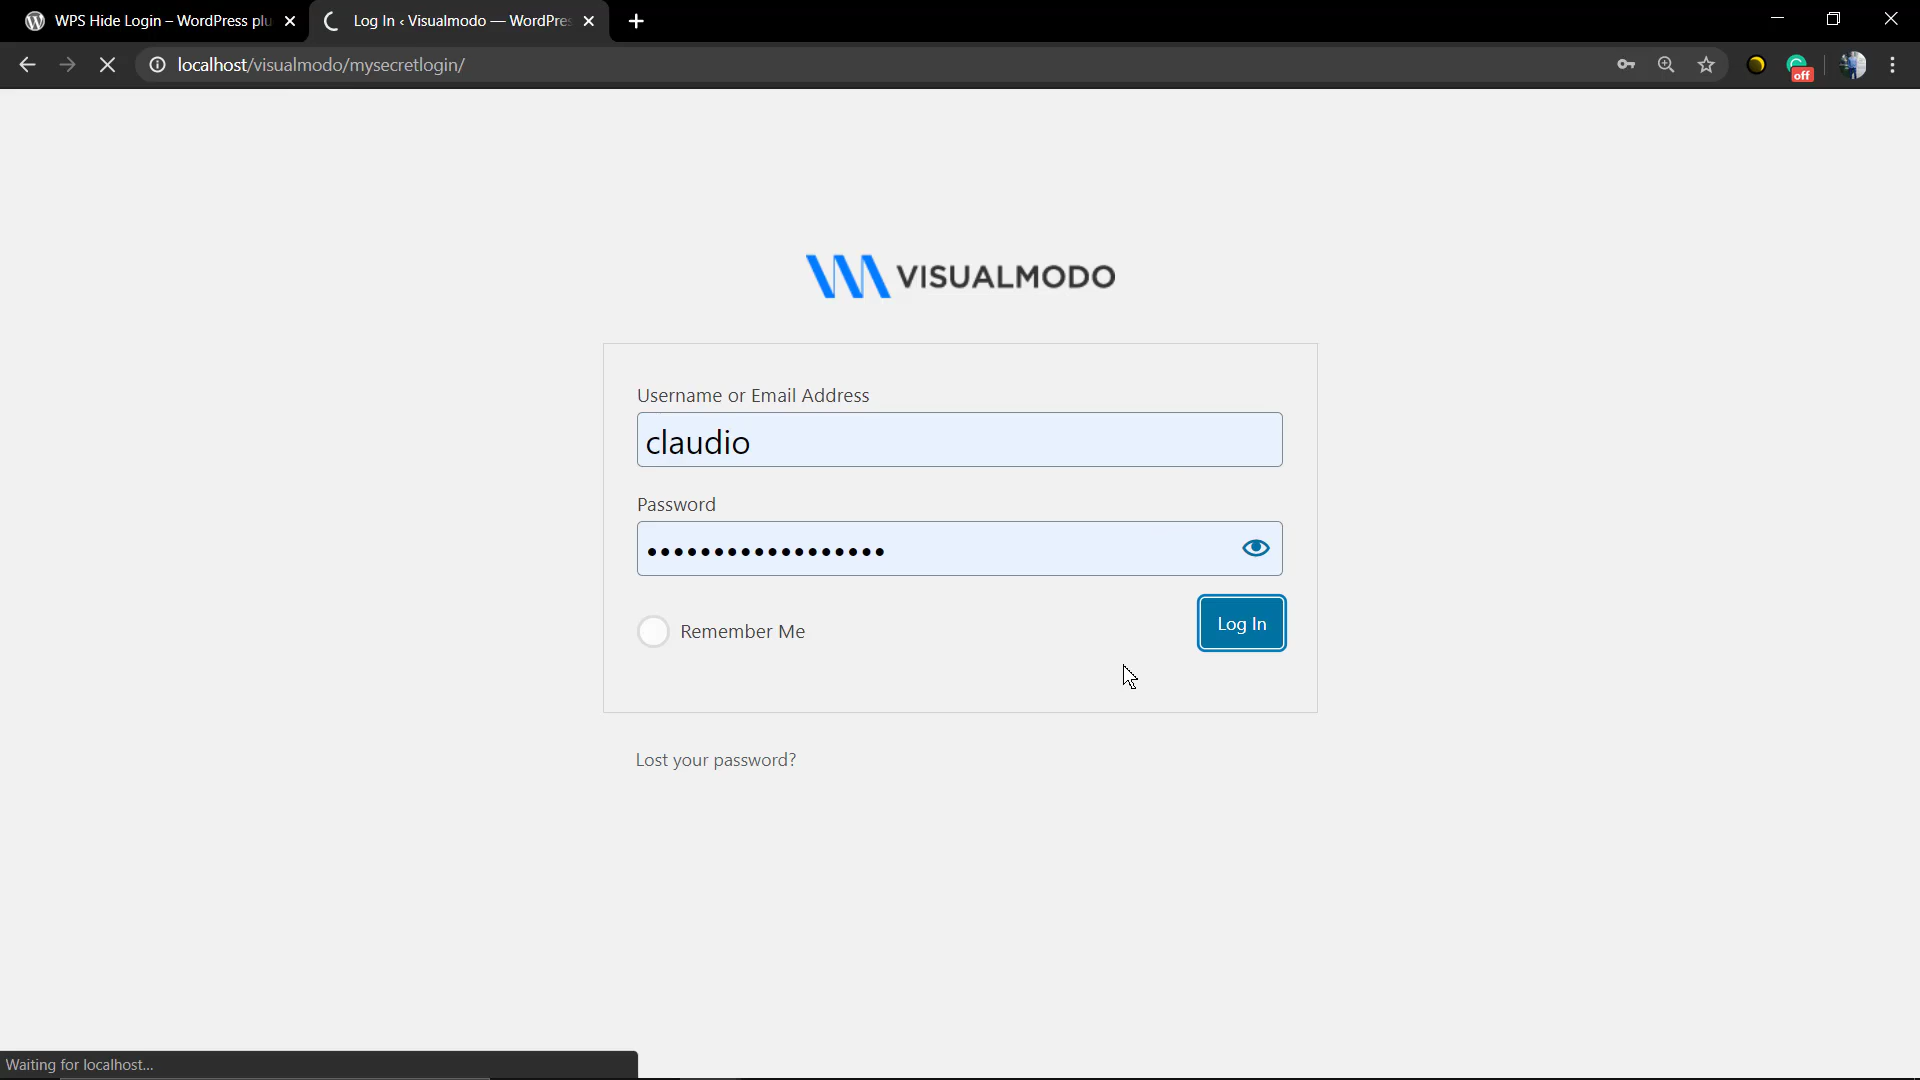 WPS Hide Login – WordPress plu
Log In ‹ Visualmodo — WordPres
localhost/visualmodo/mysecretlogin/
off
VISUALMODO
Username or Email Address
claudio
Password
••••••••••••••••••
Remember Me
Log In
Lost your password?
Waiting for localhost...